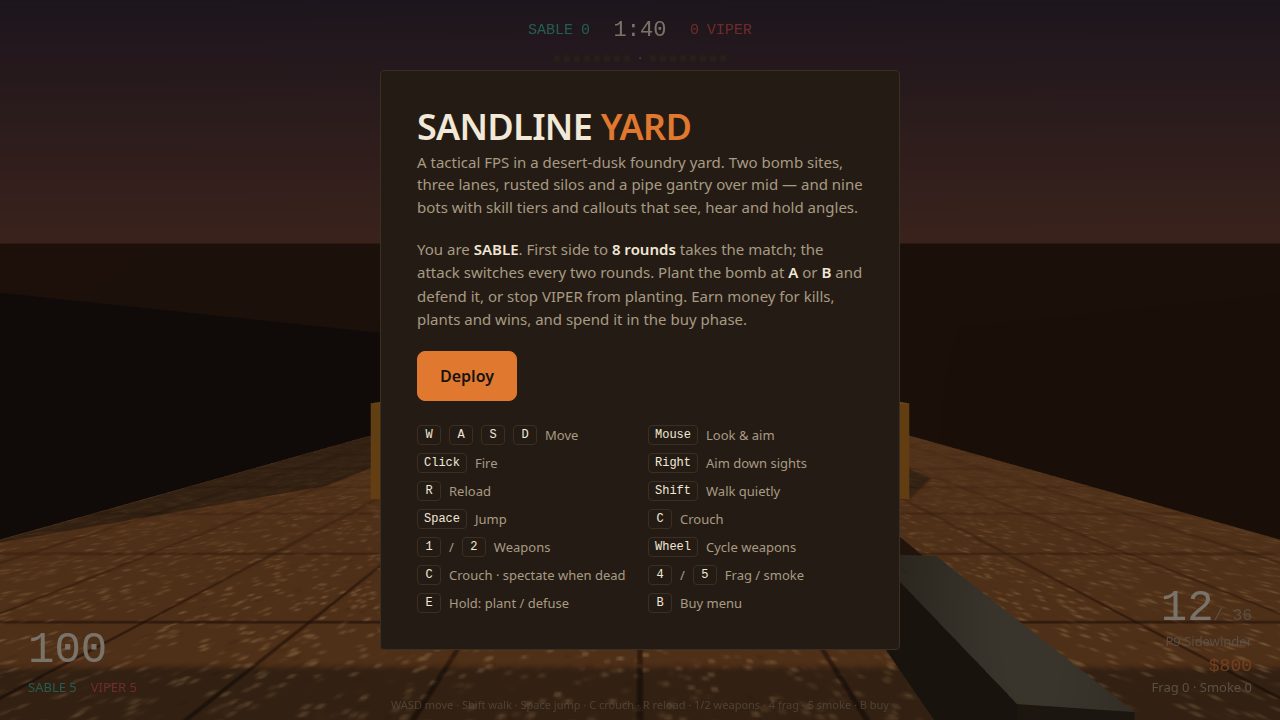 SABLE 0 1:40 0 VIPER
SANDLINE YARD
A tactical FPS in a desert-dusk foundry yard. Two bomb sites,
three lanes, rusted silos and a pipe gantry over mid — and nine
bots with skill tiers and callouts that see, hear and hold angles.
You are SABLE. First side to 8 rounds takes the match; the
attack switches every two rounds. Plant the bomb at A or B and
defend it, or stop VIPER from planting. Earn money for kills,
plants and wins, and spend it in the buy phase.
Deploy
W A S D Move Mouse Look & aim
Click Fire Right Aim down sights
R Reload Shift Walk quietly
Space Jump C Crouch
1 / 2 Weapons Wheel Cycle weapons
C Crouch · spectate when dead 4 / 5 Frag / smoke
E Hold: plant / defuse B Buy menu
12 / 36
P9 Sidewinder
100 $800
SABLE 5 VIPER 5 Frag 0 · Smoke 0
WASD move · Shift walk · Space jump · C crouch · R reload · 1/2 weapons · 4 frag · 5 smoke · B buy